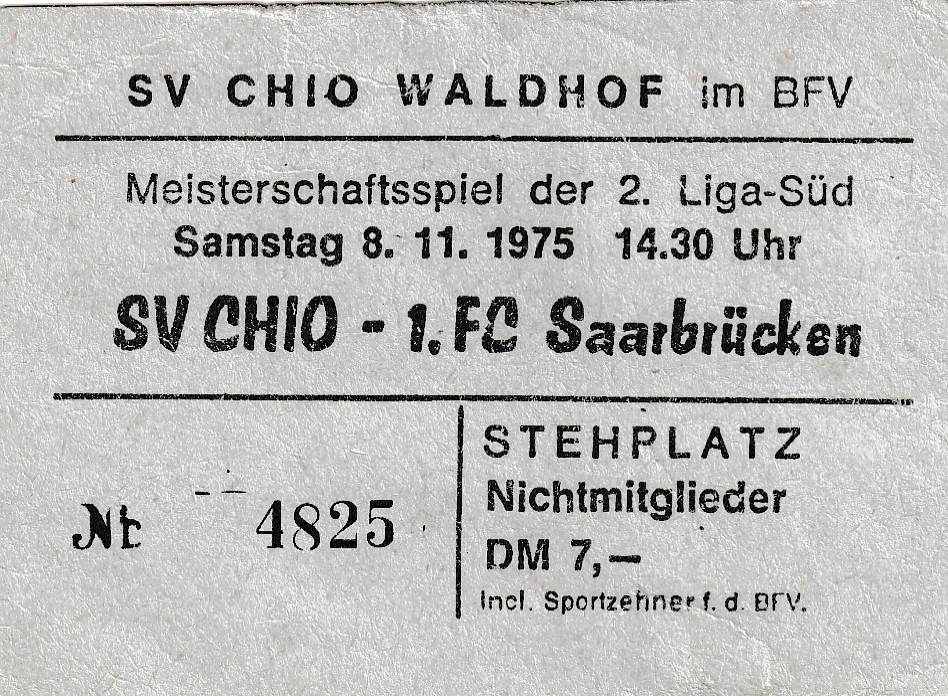 SV CHIO WALDHOF im BFV
Meisterschaftsspiel der 2. Liga-Süd
Samstag 8. 11. 1975 14.30 Uhr
SV CHIO - 1. FC Saarbrücken
Nr 4825
STEHPLATZ
Nichtmitglieder
DM 7,—
Incl. Sportzehner f. d. BFV.